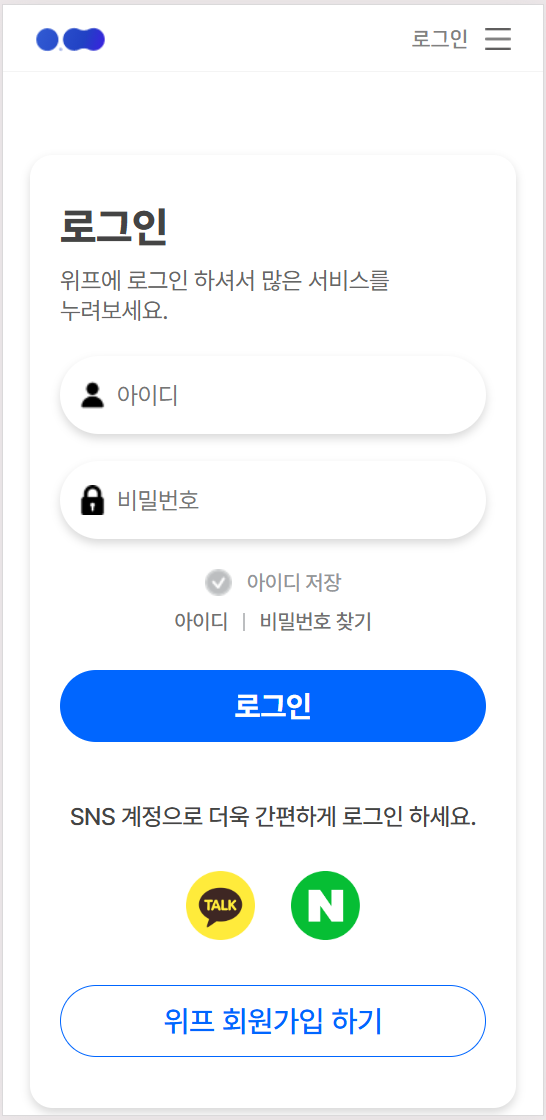 로그인
로그인
위프에 로그인 하셔서 많은 서비스를
누려보세요.
아이디
비밀번호
아이디 저장
아이디 | 비밀번호 찾기
로그인
SNS 계정으로 더욱 간편하게 로그인 하세요.
TALK N
위프 회원가입 하기